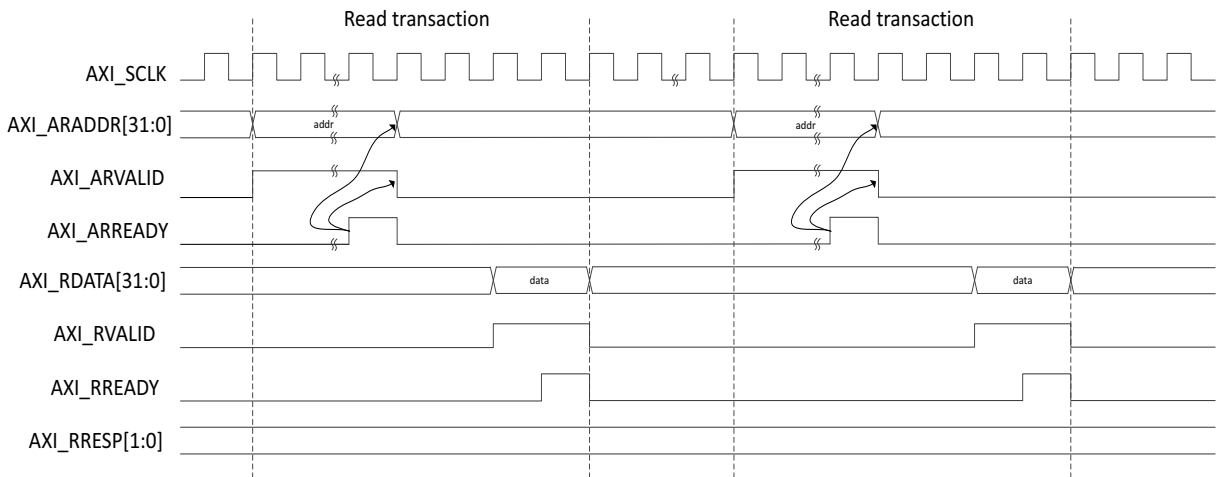 Read transaction
Read transaction
AXI_SCLK
AXI_ARADDR[31:0]
addr
addr
AXI_ARVALID
AXI_ARREADY
AXI_RDATA[31:0]
data
data
AXI_RVALID
AXI_RREADY
AXI_RRESP[1:0]